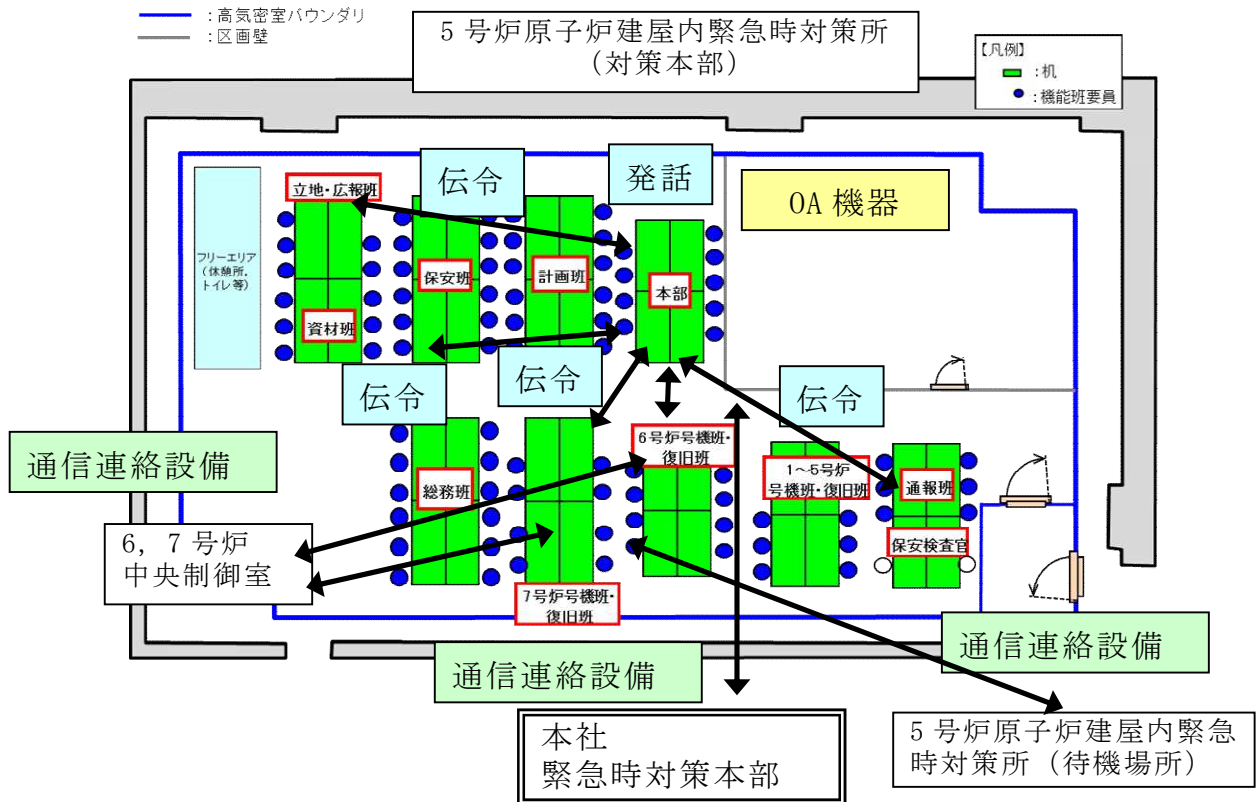 ：高気密室バウンダリ
：区画壁
5号炉原子炉建屋内緊急時対策所
（対策本部）
【凡例】
：机
：機能班要員
伝令
発話
OA機器
立地・広報班
フリーエリア
（休憩所、
トイレ等）
保安班
計画班
本部
資材班
伝令
伝令
伝令
通信連絡設備
6号炉号機班・
復旧班
1～5号炉
号機班・復旧班
総務班
通報班
保安検査官
6，7号炉
中央制御室
7号炉号機班・
復旧班
通信連絡設備
通信連絡設備
本社
緊急時対策本部
5号炉原子炉建屋内緊急
時対策所（待機場所）